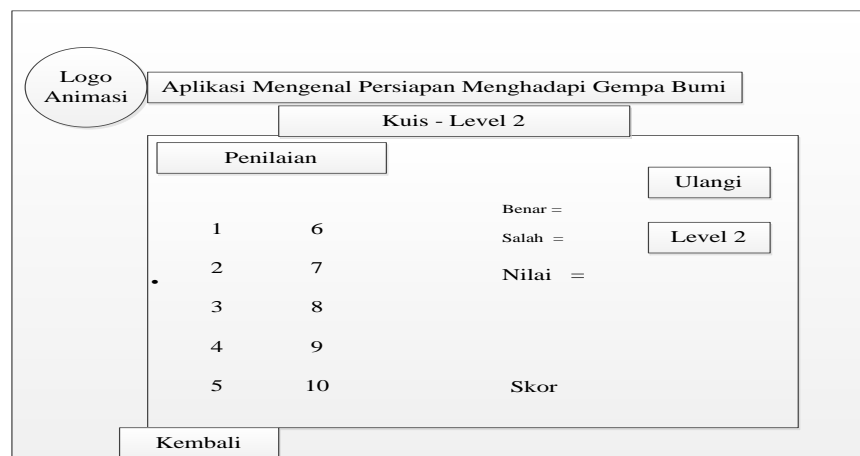 Logo
Animasi
Aplikasi Mengenal Persiapan Menghadapi Gempa Bumi
Kuis - Level 2
Penilaian
Ulangi
Benar =
1 6
Salah =
Level 2
2 7
Nilai =
3 8
4 9
5 10
Skor
Kembali